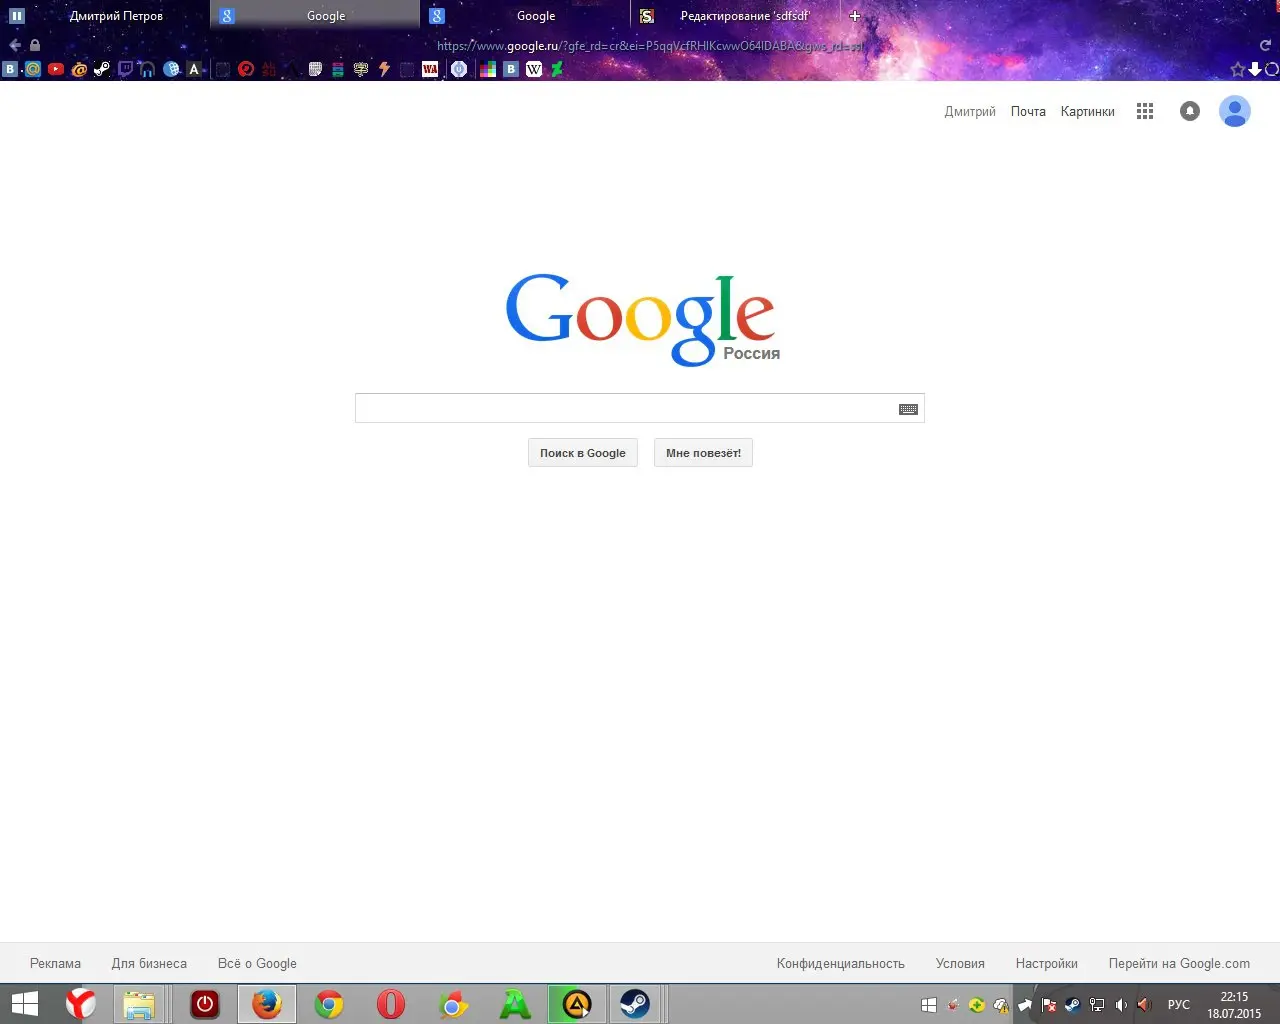 Дмитрий Петров
Google
Google
Редактирование 'sdfsdf'
https://www.google.ru/?gfe_rd=cr&ei=P5qqVcfRHIKcwwO64IDABA&gws_rd=ssl
Дмитрий Почта Картинки
Google
Россия
Поиск в Google Мне повезёт!
Реклама Для бизнеса Всё о Google Конфиденциальность Условия Настройки Перейти на Google.com
РУС
22:15
18.07.2015